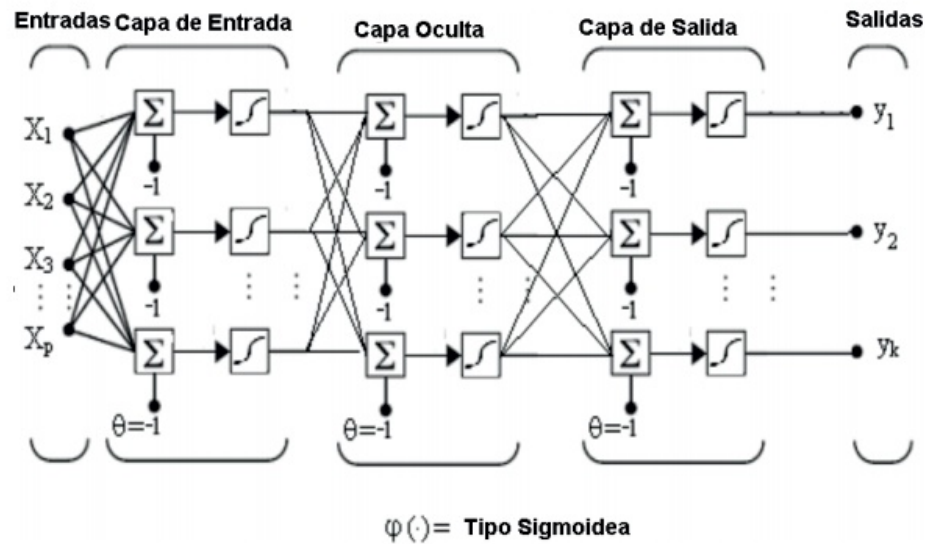 Entradas Capa de Entrada Capa Oculta Capa de Salida Salidas
X1 Σ Σ Σ y1
-1 -1 -1
X2 Σ Σ Σ y2
X3
-1 -1 -1
Xp Σ Σ Σ yk
θ=-1 θ=-1 θ=-1
φ(·)= Tipo Sigmoidea